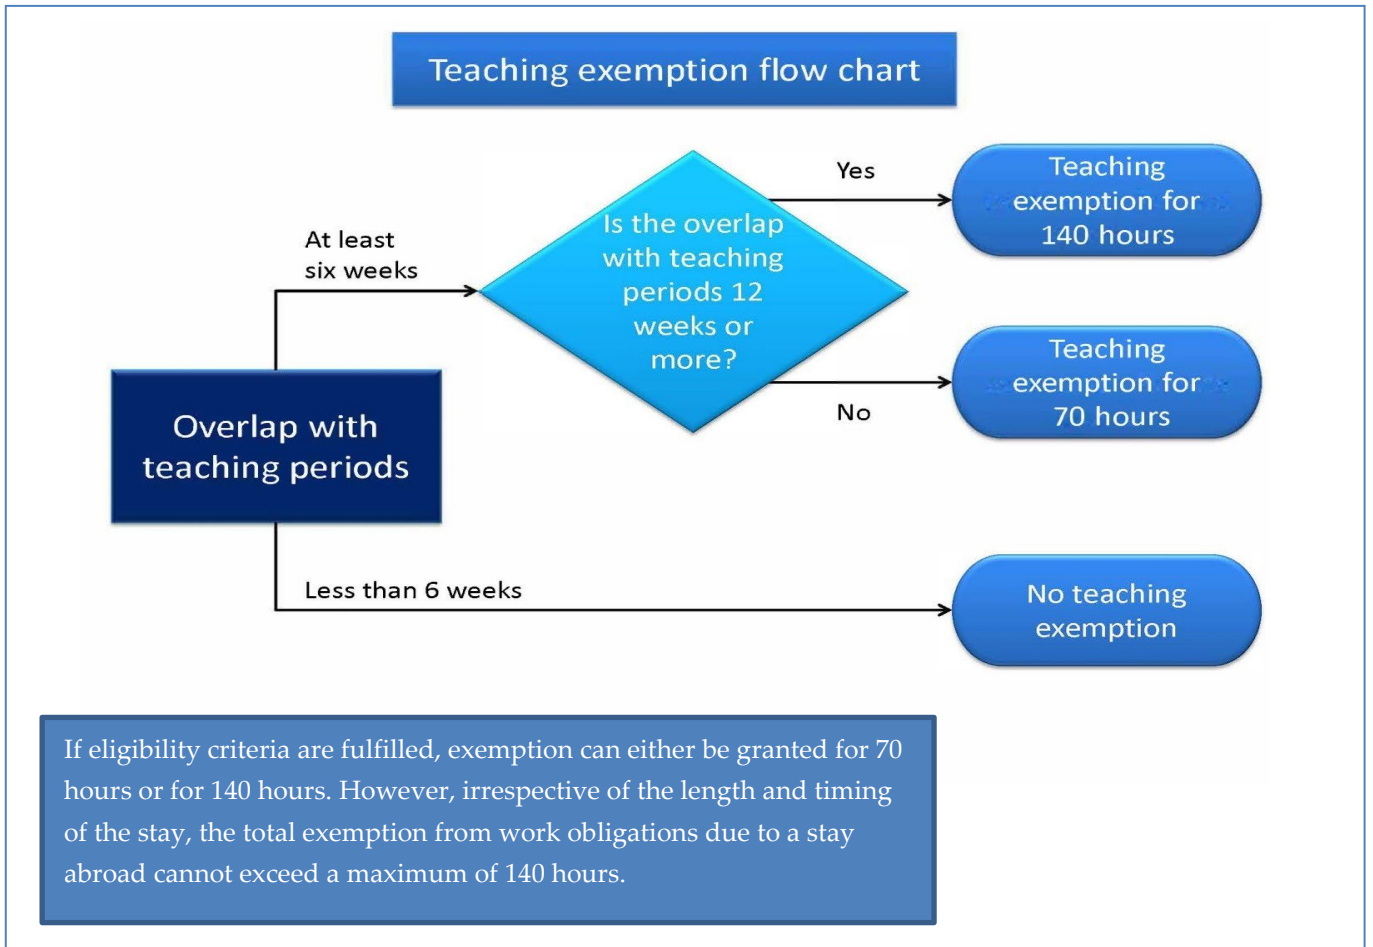 Teaching exemption flow chart
Yes
Teaching
exemption for
140 hours
At least
six weeks
Is the overlap
with teaching
periods 12
weeks or
more?
Teaching
exemption for
70 hours
No
Overlap with
teaching periods
Less than 6 weeks
No teaching
exemption
If eligibility criteria are fulfilled, exemption can either be granted for 70
hours or for 140 hours. However, irrespective of the length and timing
of the stay, the total exemption from work obligations due to a stay
abroad cannot exceed a maximum of 140 hours.